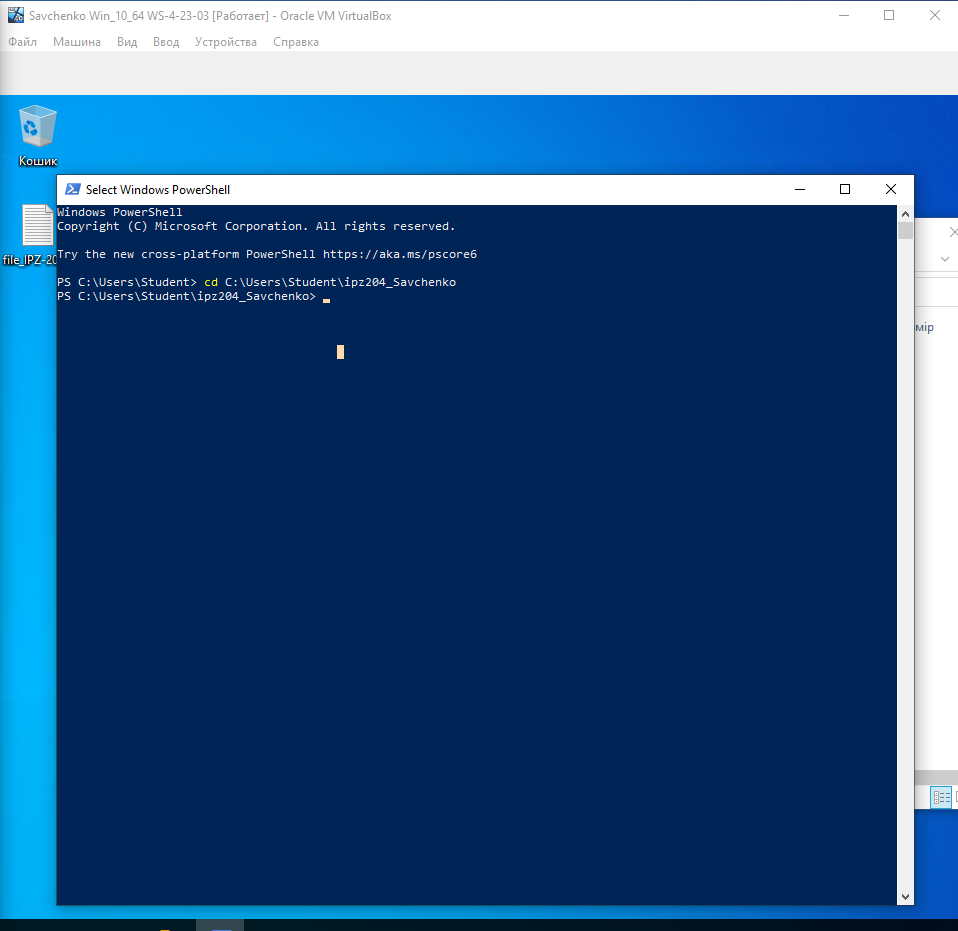 Savchenko Win_10_64 WS-4-23-03 [Работает] - Oracle VM VirtualBox
Файл Машина Вид Ввод Устройства Справка
Кошик
Select Windows PowerShell
Windows PowerShell
Copyright (C) Microsoft Corporation. All rights reserved.
Try the new cross-platform PowerShell https://aka.ms/pscore6
file_IPZ-20
PS C:\Users\Student> cd C:\Users\Student\ipz204_Savchenko
PS C:\Users\Student\ipz204_Savchenko>
мір